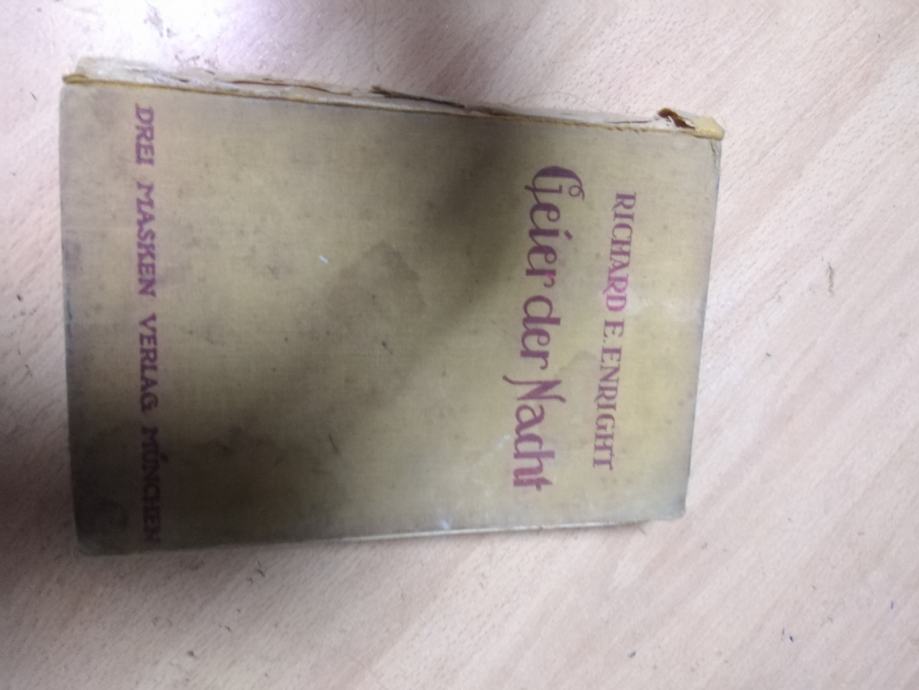 RICHARD E. ENRIGHT
Geier der Nacht
DREI MASKEN VERLAG MÜNCHEN